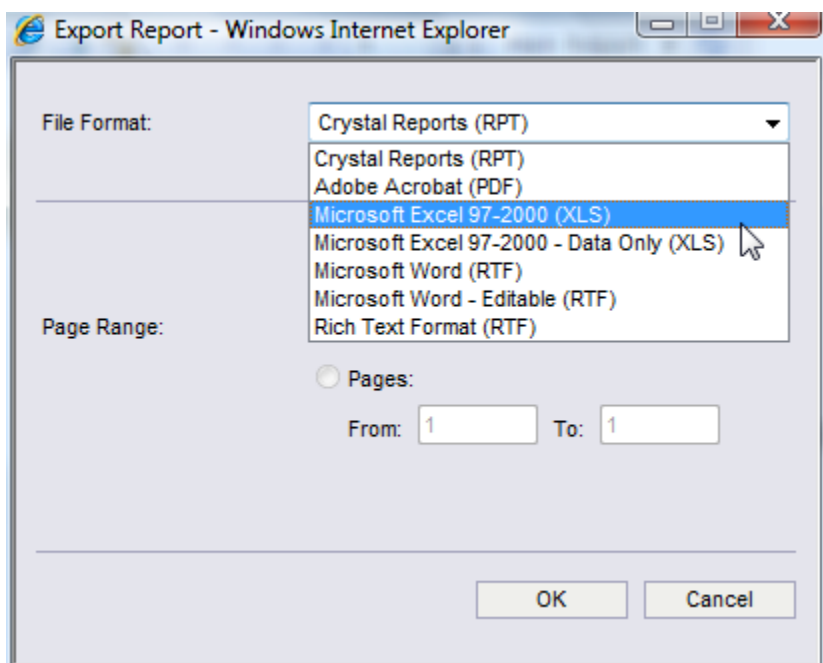 Export Report - Windows Internet Explorer
File Format:
Crystal Reports (RPT)
Crystal Reports (RPT)
Adobe Acrobat (PDF)
Microsoft Excel 97-2000 (XLS)
Microsoft Excel 97-2000 - Data Only (XLS)
Microsoft Word (RTF)
Microsoft Word - Editable (RTF)
Rich Text Format (RTF)
Page Range:
Pages:
From: 1 To: 1
OK Cancel